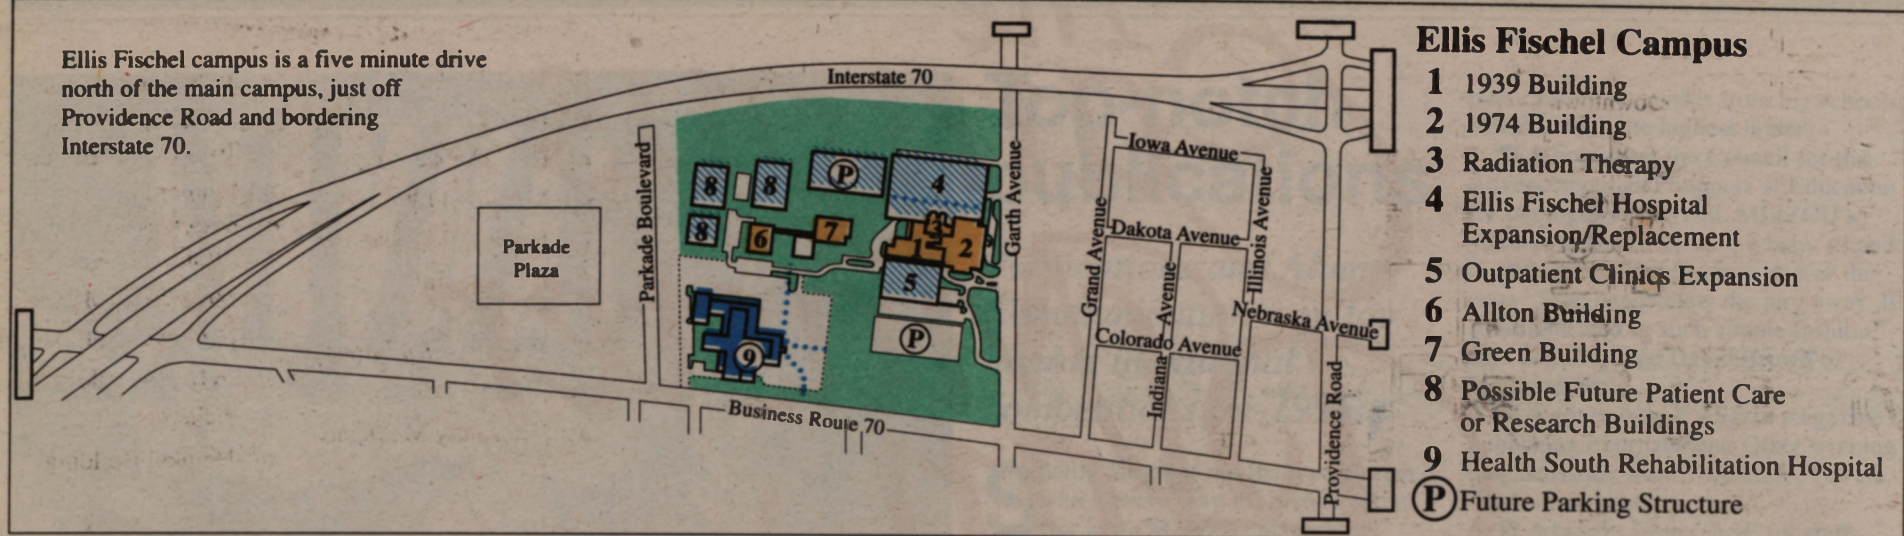 Ellis Fischel campus is a five minute drive
north of the main campus, just off
Providence Road and bordering
Interstate 70.
Interstate 70
Parkade Boulevard
Parkade
Plaza
8
8
8
P
4
6
7
3
1
2
5
P
9
Garth Avenue
Business Route 70
Iowa Avenue
Grand Avenue
Dakota Avenue
Illinois Avenue
Indiana Avenue
Colorado Avenue
Nebraska Avenue
Providence Road
Ellis Fischel Campus
1 1939 Building
2 1974 Building
3 Radiation Therapy
4 Ellis Fischel Hospital
Expansion/Replacement
5 Outpatient Clinics Expansion
6 Allton Building
7 Green Building
8 Possible Future Patient Care
or Research Buildings
9 Health South Rehabilitation Hospital
P Future Parking Structure